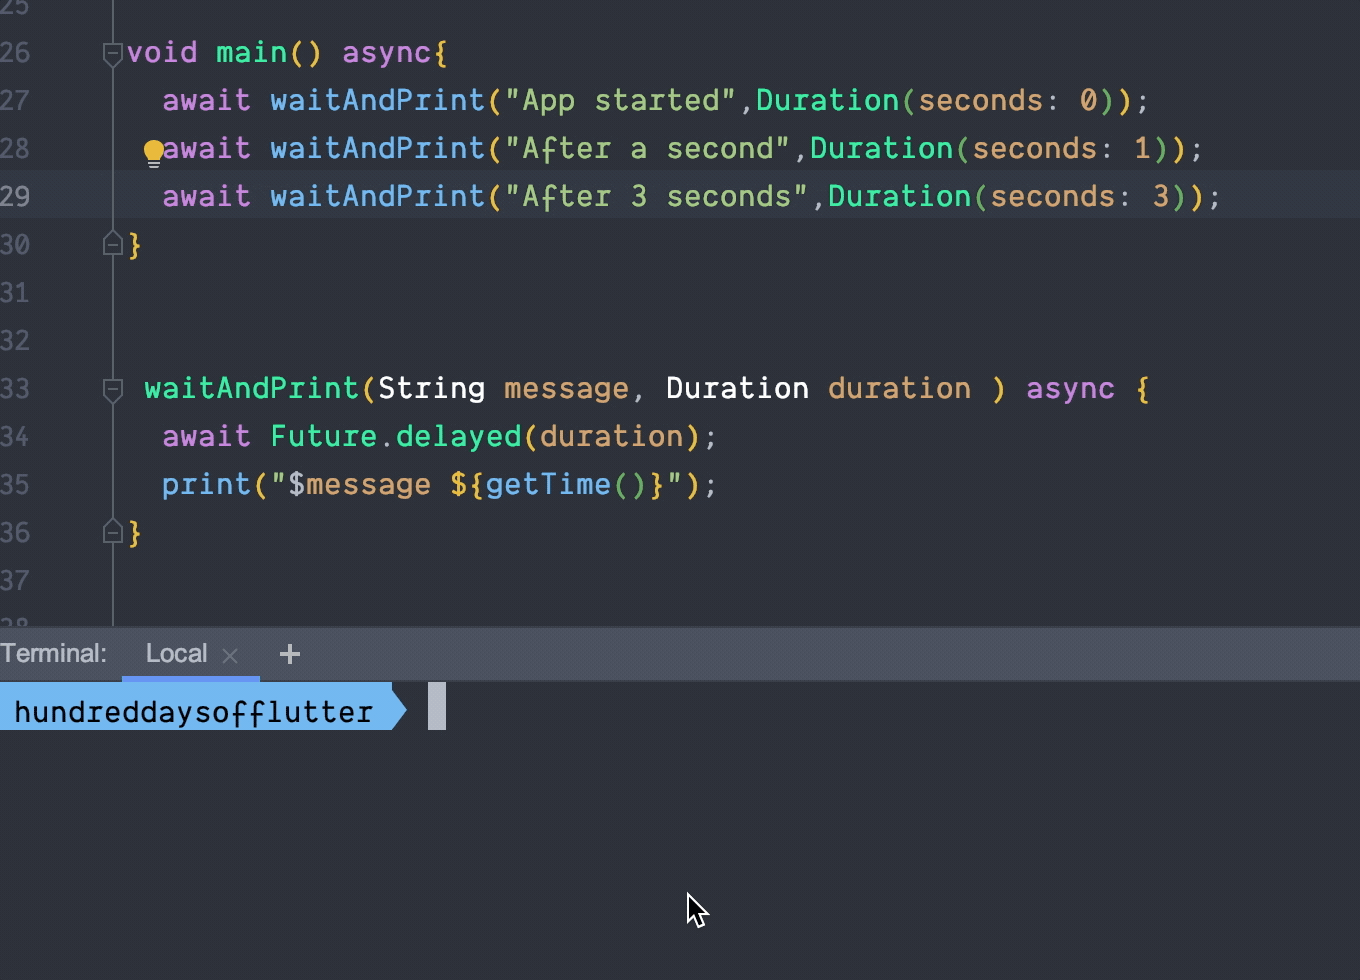 25
26 void main() async{
27 await waitAndPrint("App started",Duration(seconds: 0));
28 await waitAndPrint("After a second",Duration(seconds: 1));
29 await waitAndPrint("After 3 seconds",Duration(seconds: 3));
30 }
31
32
33 waitAndPrint(String message, Duration duration ) async {
34 await Future.delayed(duration);
35 print("$message ${getTime()}");
36 }
37
38
Terminal: Local × +
hundreddaysofflutter